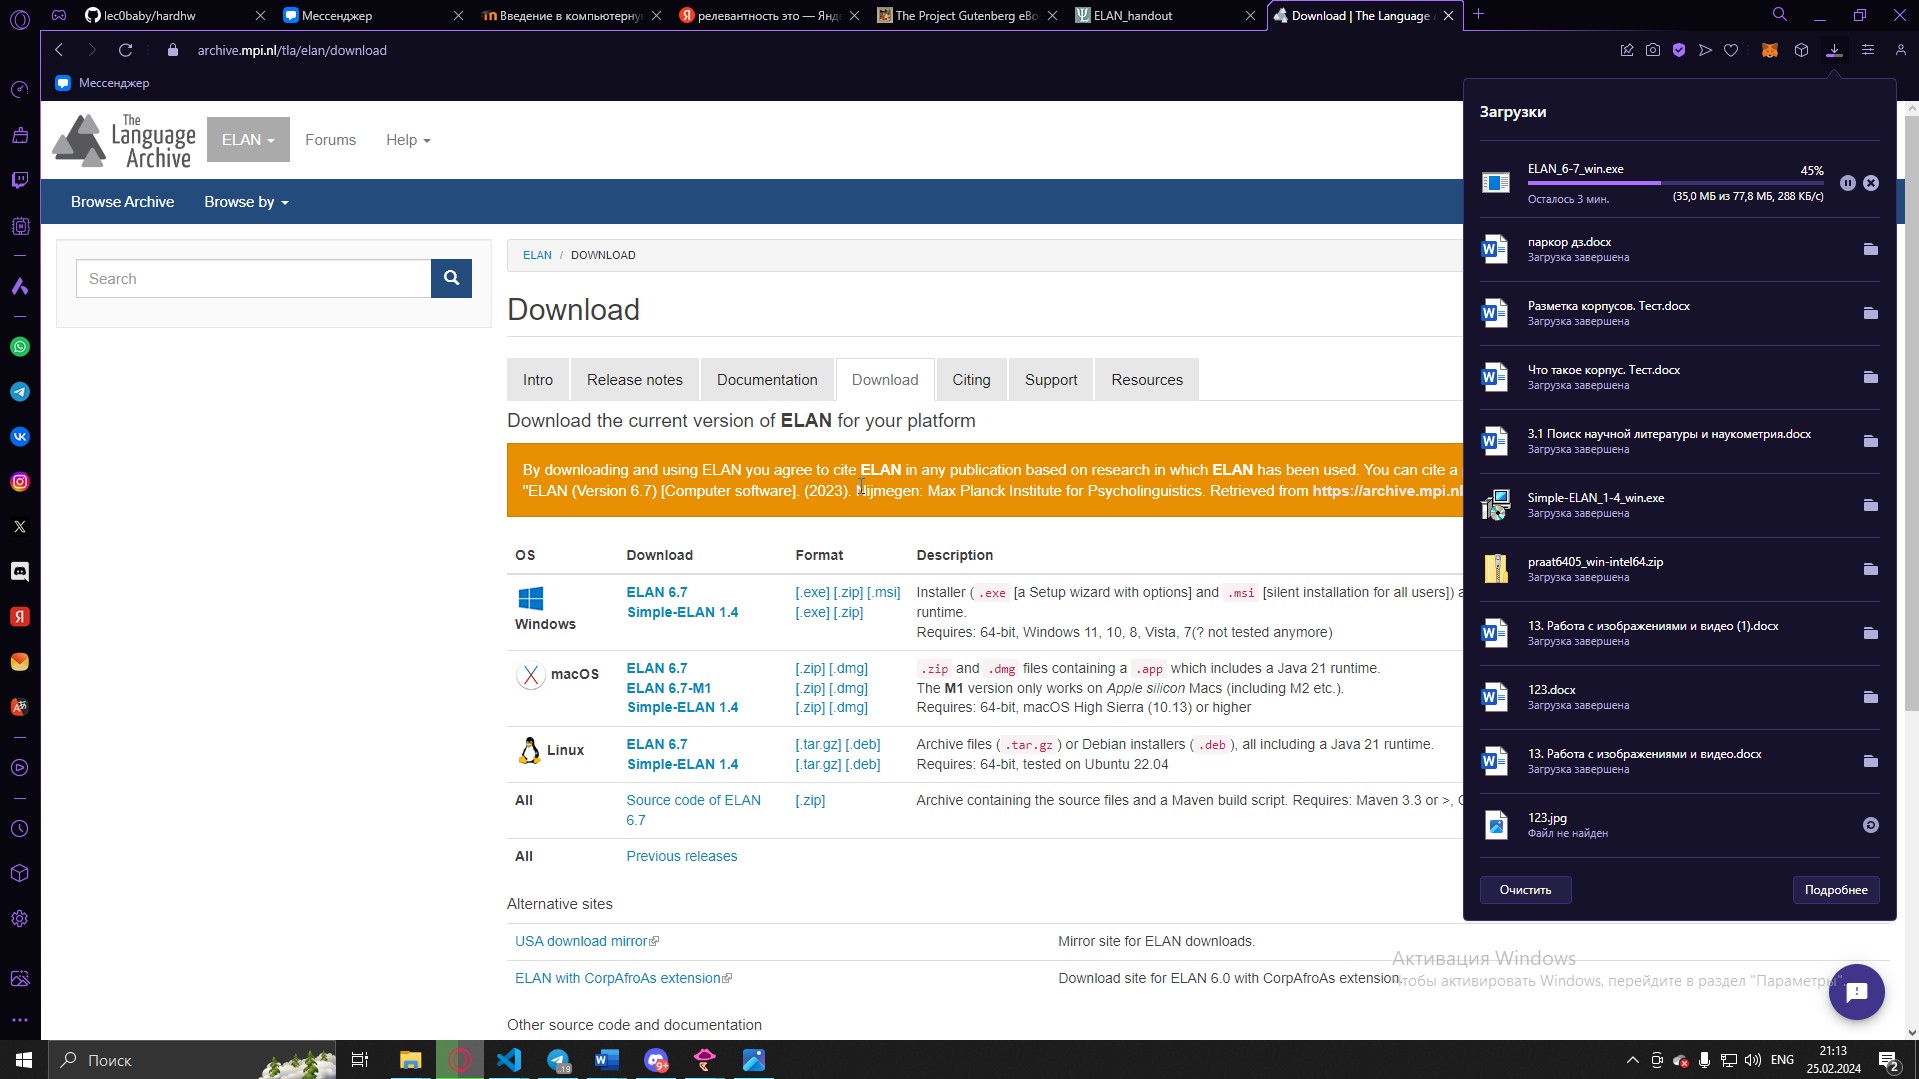 lec0baby/hardhw
Мессенджер
Введение в компьютерну
релевантность это — Янд
The Project Gutenberg eBo
ELAN_handout
Download | The Language A
archive.mpi.nl/tla/elan/download
Мессенджер
The
Language
Archive
ELAN
Forums
Help
Browse Archive
Browse by
Search
ELAN / DOWNLOAD
Download
Intro
Release notes
Documentation
Download
Citing
Support
Resources
Download the current version of ELAN for your platform
By downloading and using ELAN you agree to cite ELAN in any publication based on research in which ELAN has been used. You can cite a
"ELAN (Version 6.7) [Computer software]. (2023). Nijmegen: Max Planck Institute for Psycholinguistics. Retrieved from https://archive.mpi.nl
OS Download Format Description
Windows
ELAN 6.7 [.exe] [.zip] [.msi] Installer ( .exe [a Setup wizard with options] and .msi [silent installation for all users]) a
Simple-ELAN 1.4 [.exe] [.zip] runtime.
Requires: 64-bit, Windows 11, 10, 8, Vista, 7(? not tested anymore)
macOS
ELAN 6.7 [.zip] [.dmg] .zip and .dmg files containing a .app which includes a Java 21 runtime.
ELAN 6.7-M1 [.zip] [.dmg] The M1 version only works on Apple silicon Macs (including M2 etc.).
Simple-ELAN 1.4 [.zip] [.dmg] Requires: 64-bit, macOS High Sierra (10.13) or higher
Linux
ELAN 6.7 [.tar.gz] [.deb] Archive files ( .tar.gz ) or Debian installers ( .deb ), all including a Java 21 runtime.
Simple-ELAN 1.4 [.tar.gz] [.deb] Requires: 64-bit, tested on Ubuntu 22.04
All Source code of ELAN [.zip] Archive containing the source files and a Maven build script. Requires: Maven 3.3 or >,
6.7
All Previous releases
Alternative sites
USA download mirror Mirror site for ELAN downloads.
ELAN with CorpAfroAs extension Download site for ELAN 6.0 with CorpAfroAs extension
Other source code and documentation
Загрузки
ELAN_6-7_win.exe 45%
Осталось 3 мин. (35,0 МБ из 77,8 МБ, 288 КБ/с)
паркор дз.docx
Загрузка завершена
Разметка корпусов. Тест.docx
Загрузка завершена
Что такое корпус. Тест.docx
Загрузка завершена
3.1 Поиск научной литературы и наукометрия.docx
Загрузка завершена
Simple-ELAN_1-4_win.exe
Загрузка завершена
praat6405_win-intel64.zip
Загрузка завершена
13. Работа с изображениями и видео (1).docx
Загрузка завершена
123.docx
Загрузка завершена
13. Работа с изображениями и видео.docx
Загрузка завершена
123.jpg
Файл не найден
Очистить
Подробнее
Активация Windows
Чтобы активировать Windows, перейдите в раздел "Параметры".
Поиск
19
9+
ENG
21:13
25.02.2024
2